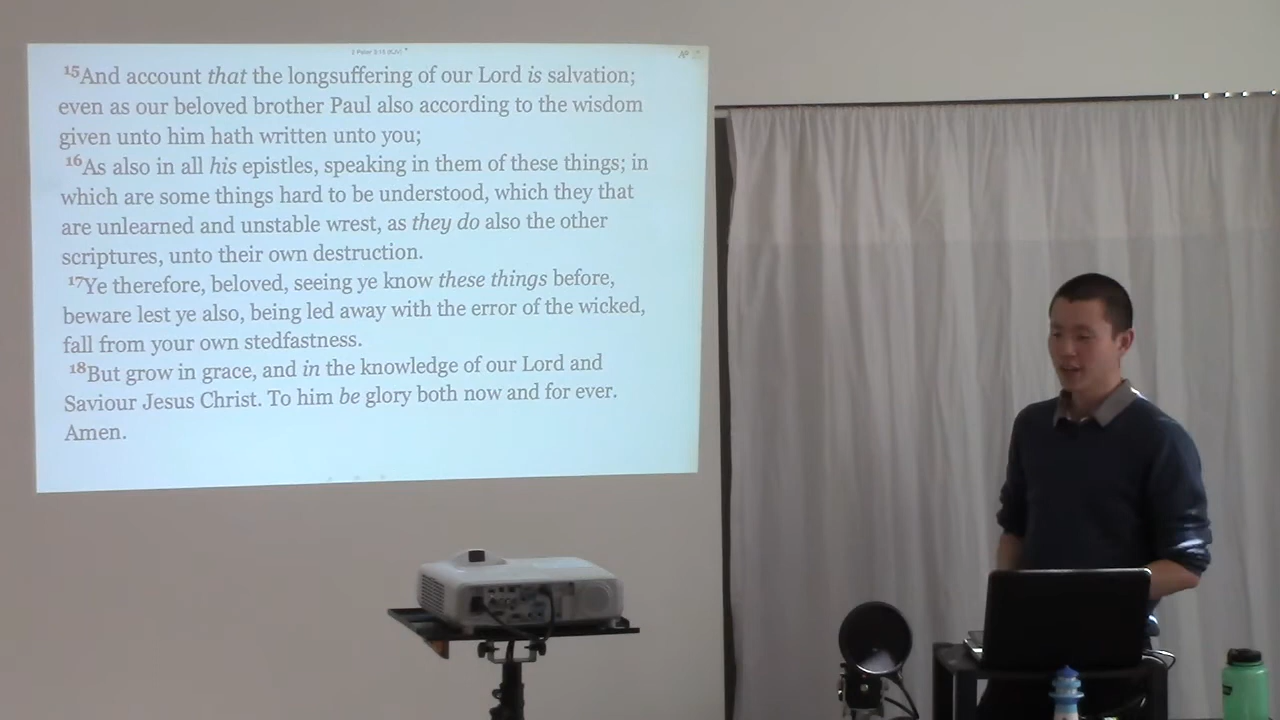 2 Peter 3:15 (KJV)
15And account that the longsuffering of our Lord is salvation;
even as our beloved brother Paul also according to the wisdom
given unto him hath written unto you;
16As also in all his epistles, speaking in them of these things; in
which are some things hard to be understood, which they that
are unlearned and unstable wrest, as they do also the other
scriptures, unto their own destruction.
17Ye therefore, beloved, seeing ye know these things before,
beware lest ye also, being led away with the error of the wicked,
fall from your own stedfastness.
18But grow in grace, and in the knowledge of our Lord and
Saviour Jesus Christ. To him be glory both now and for ever.
Amen.